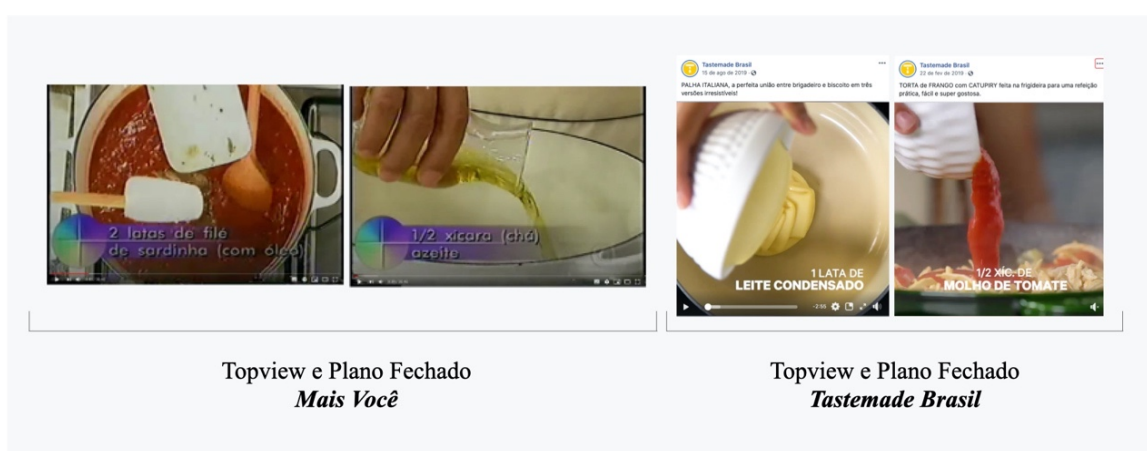 2 latas de filé
de sardinha (com óleo)
1/2 xícara (chá)
azeite
Tastemade Brasil
15 de ago de 2019
PALHA ITALIANA, a perfeita união entre brigadeiro e biscoito em três
versões irresistíveis!
1 LATA DE
LEITE CONDENSADO
-2:55
Tastemade Brasil
22 de fev de 2019
TORTA de FRANGO com CATUPIRY feita na frigideira para uma refeição
prática, fácil e super gostosa.
1/2 XÍC. DE
MOLHO DE TOMATE
Topview e Plano Fechado
Mais Você
Topview e Plano Fechado
Tastemade Brasil